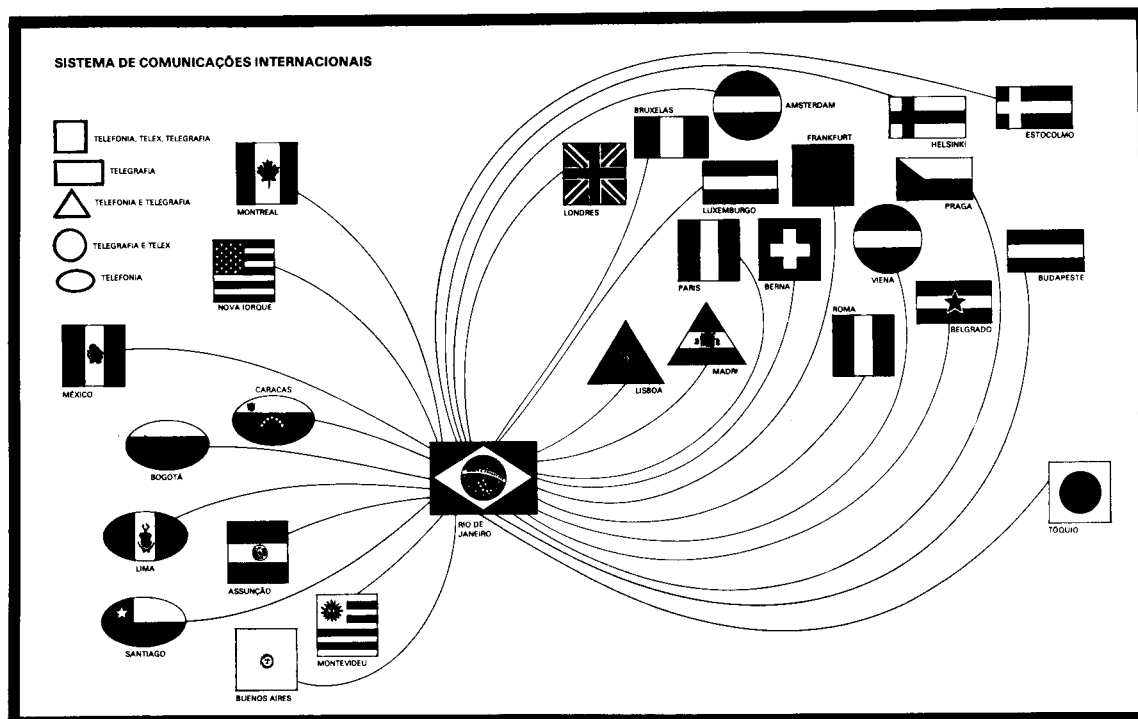 SISTEMA DE COMUNICAÇÕES INTERNACIONAIS
TELEFONIA, TELEX, TELEGRAFIA
TELEGRAFIA
TELEFONIA E TELEGRAFIA
TELEGRAFIA E TELEX
TELEFONIA
MONTREAL
NOVA IORQUE
MÉXICO
CARACAS
BOGOTÁ
LIMA
ASSUNÇÃO
SANTIAGO
BUENOS AIRES
MONTEVIDEU
RIO DE
JANEIRO
LONDRES
BRUXELAS
AMSTERDAM
LUXEMBURGO
FRANKFURT
HELSINKI
ESTOCOLMO
PRAGA
PARIS
BERNA
VIENA
BUDAPESTE
BELGRADO
ROMA
LISBOA
MADRI
TÓQUIO